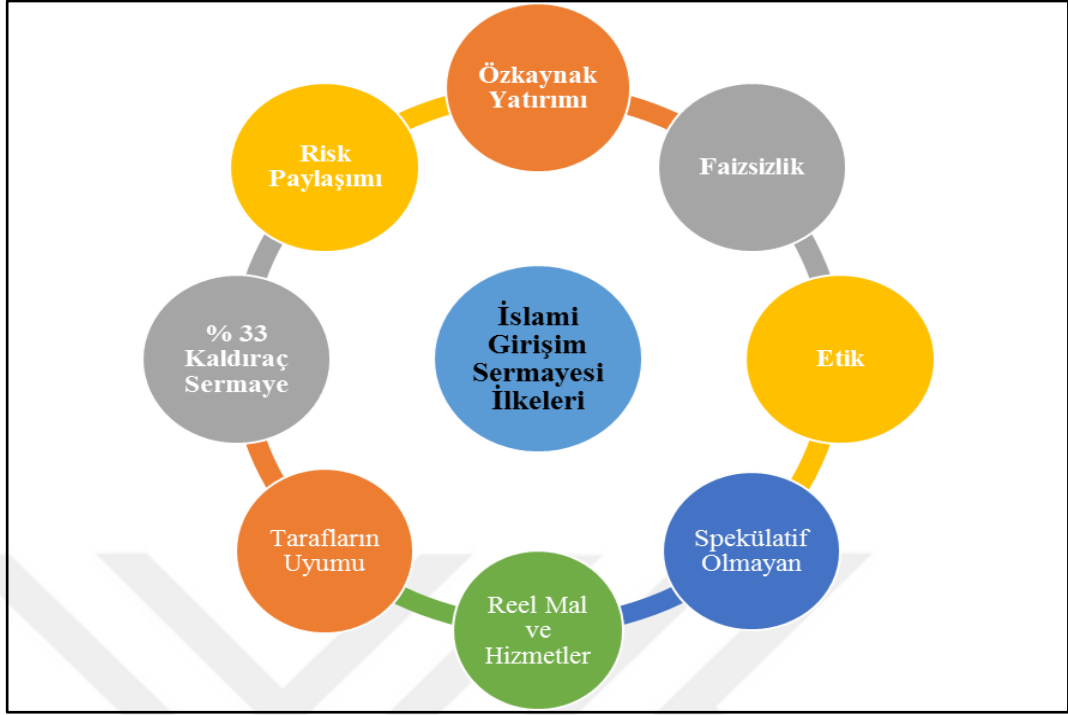 Özkaynak
Yatırımı
Faizsizlik
Etik
Spekülatif
Olmayan
Reel Mal
ve
Hizmetler
Tarafların
Uyumu
% 33
Kaldıraç
Sermaye
Risk
Paylaşımı
İslami
Girişim
Sermayesi
İlkeleri